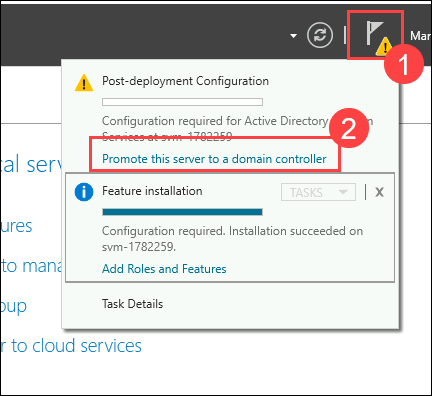 Mar
1
Post-deployment Configuration
2
Configuration required for Active Directory
Services at svm-1782259
Promote this server to a domain controller
cal serv
Feature installation
TASKS
X
ures
Configuration required. Installation succeeded on
svm-1782259.
to mana
Add Roles and Features
oup
Task Details
r to cloud services